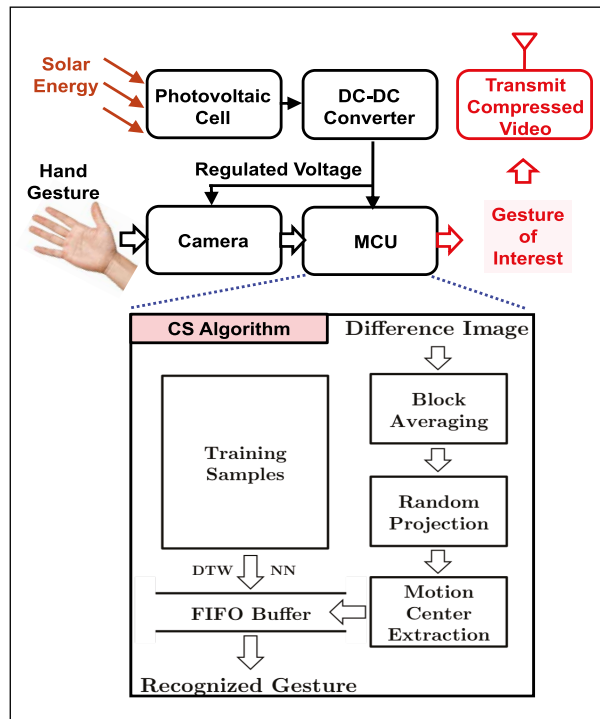 Solar
Energy
Photovoltaic
Cell
DC-DC
Converter
Transmit
Compressed
Video
Regulated Voltage
Hand
Gesture
Camera
MCU
Gesture
of
Interest
CS Algorithm
Difference Image
Training
Samples
Block
Averaging
Random
Projection
DTW
NN
FIFO Buffer
Motion
Center
Extraction
Recognized Gesture